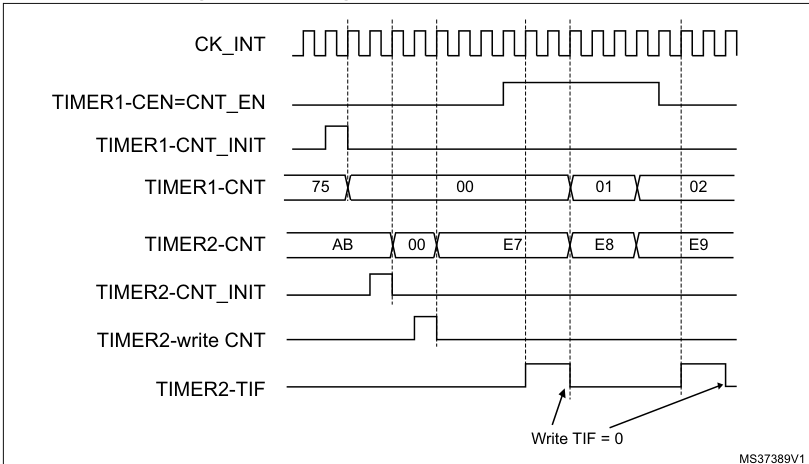 CK_INT
TIMER1-CEN=CNT_EN
TIMER1-CNT_INIT
TIMER1-CNT 75 00 01 02
TIMER2-CNT AB 00 E7 E8 E9
TIMER2-CNT_INIT
TIMER2-write CNT
TIMER2-TIF
Write TIF = 0
MS37389V1